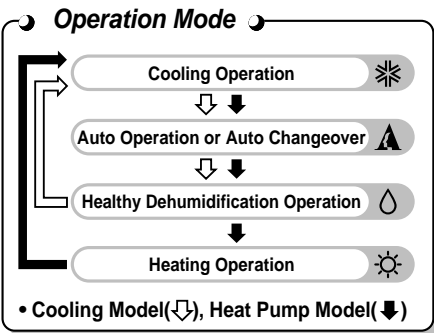 Operation Mode
Cooling Operation
Auto Operation or Auto Changeover
Healthy Dehumidification Operation
Heating Operation
• Cooling Model(⇩), Heat Pump Model(⬇)